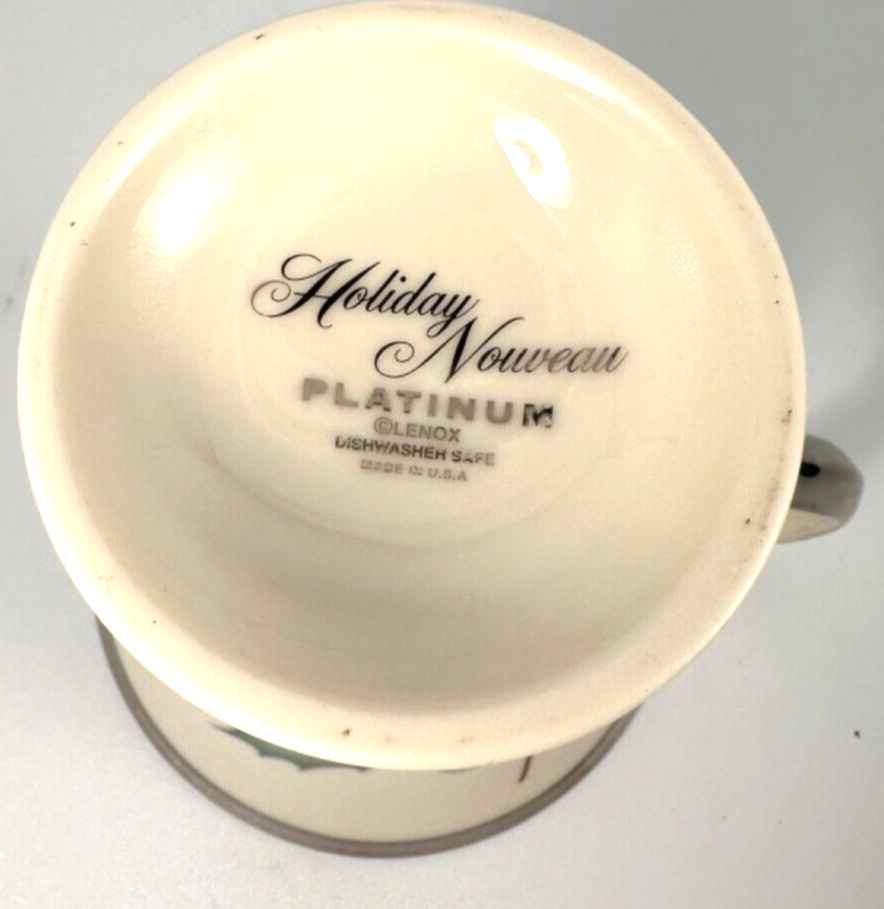 Holiday
Nouveau
PLATINUM
©LENOX
DISHWASHER SAFE
MADE IN U.S.A